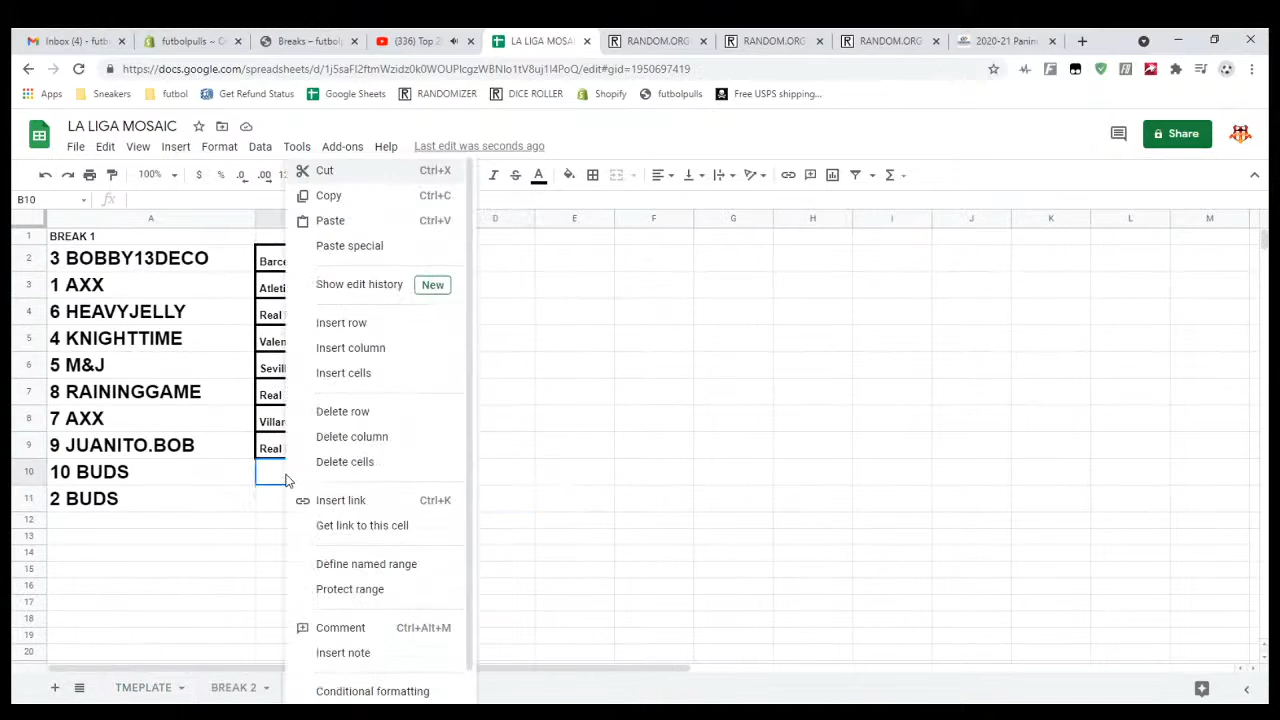 Inbox (4) - futb
futbolpulls ~ C
Breaks – futbol
(336) Top 2
LA LIGA MOSAI
RANDOM.ORG
RANDOM.ORG
RANDOM.ORG
2020-21 Panin
https://docs.google.com/spreadsheets/d/1j5saFI2ftmWzidz0k0WOUPIcgzWBNIo1tV8uj1l4PoQ/edit#gid=1950697419
Apps
Sneakers
futbol
Get Refund Status
Google Sheets
RANDOMIZER
DICE ROLLER
Shopify
futbolpulls
Free USPS shipping...
LA LIGA MOSAIC
Share
File Edit View Insert Format Data Tools Add-ons Help Last edit was seconds ago
100% $ % .0 .00
B10 fx
A D E F G H I J K L M
1 BREAK 1
2 3 BOBBY13DECO Barce
3 1 AXX Atleti
4 6 HEAVYJELLY Real
5 4 KNIGHTTIME Valen
6 5 M&J Sevill
7 8 RAININGGAME Real
8 7 AXX Villar
9 9 JUANITO.BOB Real
10 10 BUDS
11 2 BUDS
12
13
14
15
16
17
18
19
20
Cut Ctrl+X
Copy Ctrl+C
Paste Ctrl+V
Paste special
Show edit history New
Insert row
Insert column
Insert cells
Delete row
Delete column
Delete cells
Insert link Ctrl+K
Get link to this cell
Define named range
Protect range
Comment Ctrl+Alt+M
Insert note
Conditional formatting
TMEPLATE
BREAK 2